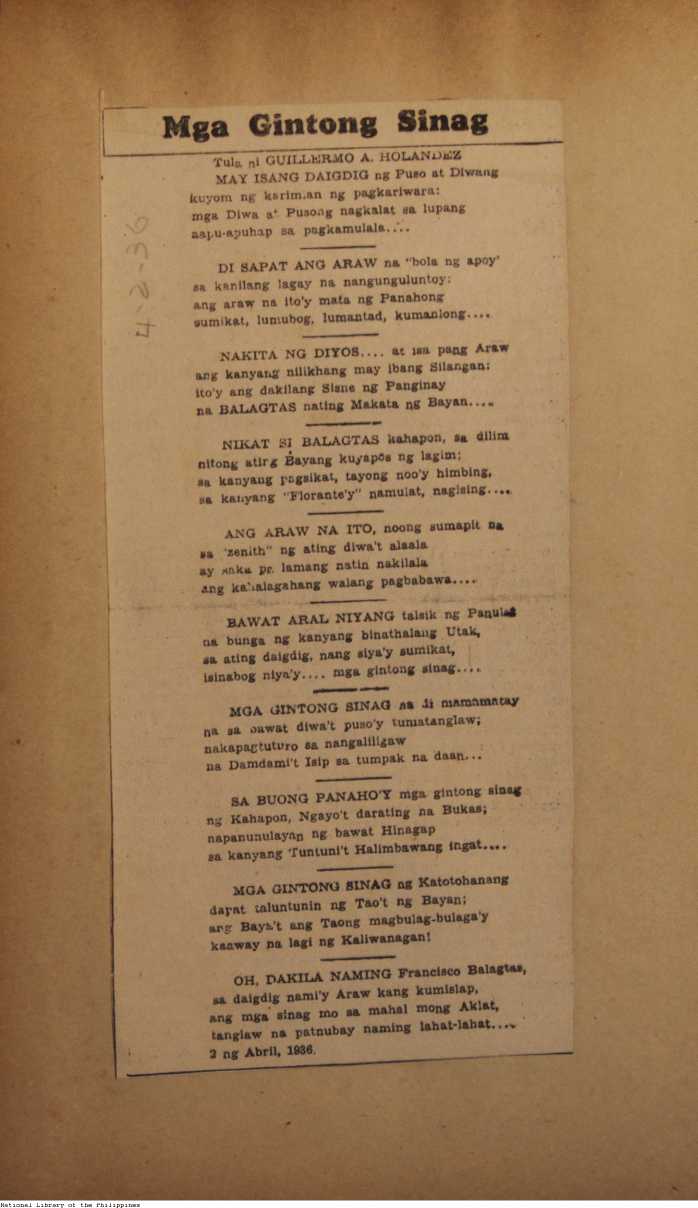 Mga Gintong Sinag
Tula ni GUILLERMO A. HOLANDEZ
MAY ISANG DAIGDIG ng Puso at Diwang
kuyom ng kariman ng pagkariwara:
mga Diwa at Pusong nagkalat sa lupang
aapu-apuhap sa pagkamulala....
4-2-36
DI SAPAT ANG ARAW na "bola ng apoy'
sa kanilang lagay na nangunguluntoy:
ang araw na ito'y mata ng Panahong
sumikat, lumubog, lumantad, kumanlong....
NAKITA NG DIYOS.... at isa pang Araw
ang kanyang nilikhang may ibang Silangan:
ito'y ang dakilang Sisne ng Panginay
na BALAGTAS nating Makata ng Bayan....
NIKAT SI BALAGTAS kahapon, sa dilim
nitong ating Bayang kuyapos ng lagim;
sa kanyang pagsikat, tayong noo'y himbing,
sa kanyang "Florante'y" namulat, nagising....
ANG ARAW NA ITO, noong sumapit na
sa 'zenith" ng ating diwa't alaala
ay saka pa lamang natin nakilala
ang kahalagahang walang pagbabawa....
BAWAT ARAL NIYANG talsik ng Panulat
na bunga ng kanyang binathalang Utak,
sa ating daigdig, nang siya'y sumikat,
isinabog niya'y.... mga gintong sinag....
MGA GINTONG SINAG na di mamamatay
na sa bawat diwa't puso'y tumatanglaw;
nakapagtuturo sa nangaliligaw
na Damdami't Isip sa tumpak na daan...
SA BUONG PANAHO'Y mga gintong sinag
ng Kahapon, Ngayo't darating na Bukas;
napanunulayan ng bawat Hinagap
sa kanyang Tuntuni't Halimbawang ingat....
MGA GINTONG SINAG ng Katotohanang
dapat taluntunin ng Tao't ng Bayan;
ang Baya't ang Taong magbulag-bulaga'y
kaaway na lagi ng Kaliwanagan!
OH, DAKILA NAMING Francisco Balagtas,
sa daigdig nami'y Araw kang kumislap,
ang mga sinag mo sa mahal mong Aklat,
tanglaw na patnubay naming lahat-lahat....
2 ng Abril, 1936.
National Library of the Philippines